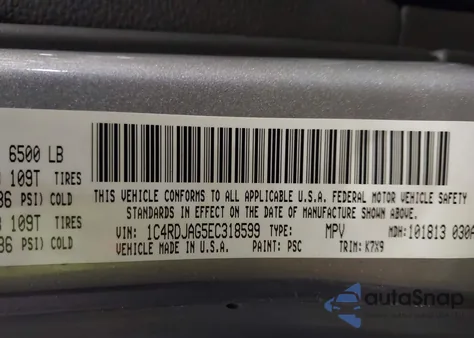 6500 LB
109T TIRES
36 PSI) COLD
109T TIRES
36 PSI) COLD
THIS VEHICLE CONFORMS TO ALL APPLICABLE U.S.A. FEDERAL MOTOR VEHICLE SAFETY
STANDARDS IN EFFECT ON THE DATE OF MANUFACTURE SHOWN ABOVE.
VIN: 1C4RDJAG5EC318599 TYPE: MPV MDH: 101813 030
VEHICLE MADE IN U.S.A. PAINT: PSC TRIM: K7X9
autoSnap